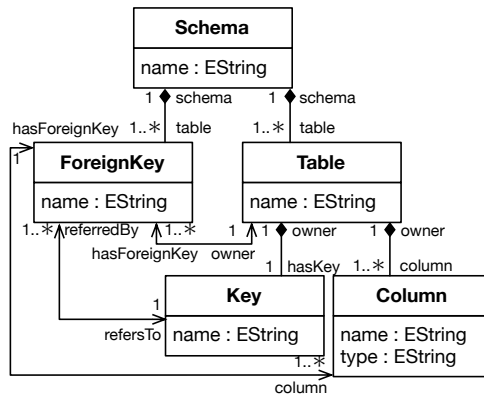 Schema
name : EString
1 schema 1 schema
1..* table 1..* table
hasForeignKey
1
ForeignKey
name : EString
Table
name : EString
1..* referredBy 1..* 1 1 owner 1 owner
hasForeignKey owner
1 hasKey 1..* column
Key
name : EString
Column
name : EString
type : EString
1
refersTo
1..*
column